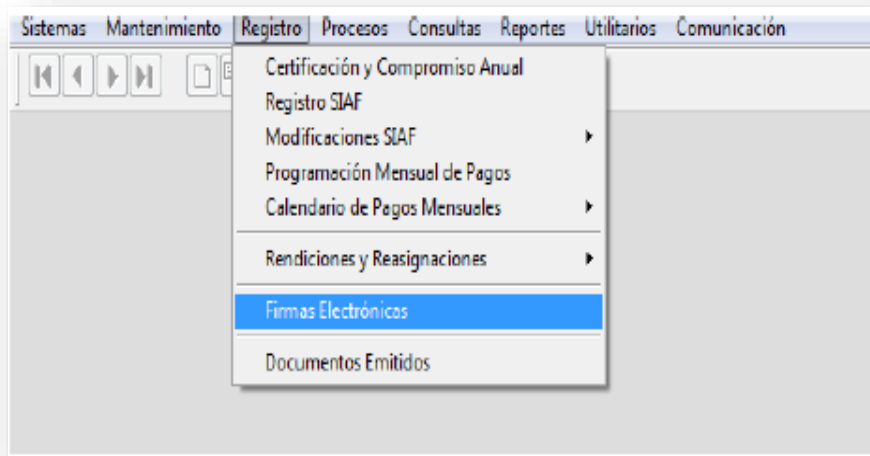 Sistemas Mantenimiento Registro Procesos Consultas Reportes Utilitarios Comunicación
Certificación y Compromiso Anual
Registro SIAF
Modificaciones SIAF
Programación Mensual de Pagos
Calendario de Pagos Mensuales
Rendiciones y Reasignaciones
Firmas Electrónicas
Documentos Emitidos